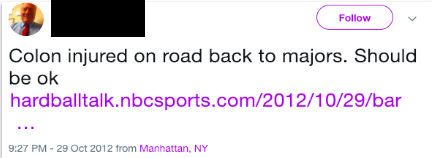 Follow
Colon injured on road back to majors. Should
be ok
hardballtalk.nbcsports.com/2012/10/29/bar
...
9:27 PM - 29 Oct 2012 from Manhattan, NY